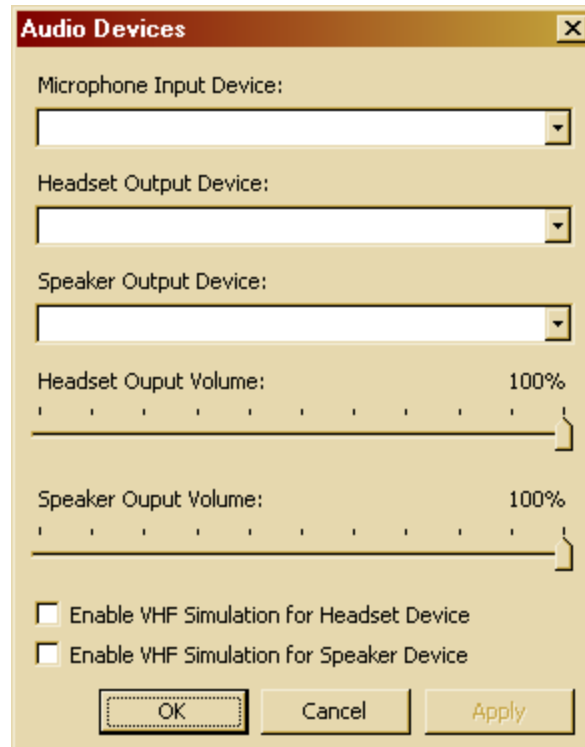 Audio Devices
Microphone Input Device:
Headset Output Device:
Speaker Output Device:
Headset Ouput Volume: 100%
Speaker Ouput Volume: 100%
Enable VHF Simulation for Headset Device
Enable VHF Simulation for Speaker Device
OK Cancel Apply